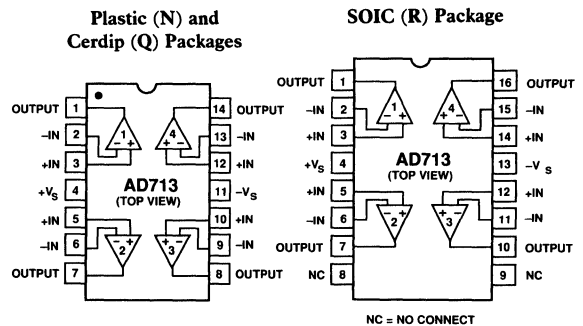 Plastic (N) and
Cerdip (Q) Packages
OUTPUT 1 14 OUTPUT
–IN 2 1 4 13 –IN
– + + –
+IN 3 12 +IN
+VS 4 AD713 11 –VS
(TOP VIEW)
+IN 5 10 +IN
– + + –
–IN 6 2 3 9 –IN
OUTPUT 7 8 OUTPUT
SOIC (R) Package
OUTPUT 1 16 OUTPUT
–IN 2 1 4 15 –IN
– + + –
+IN 3 14 +IN
+VS 4 AD713 13 –VS
(TOP VIEW)
+IN 5 12 +IN
– + + –
–IN 6 2 3 11 –IN
OUTPUT 7 10 OUTPUT
NC 8 9 NC
NC = NO CONNECT